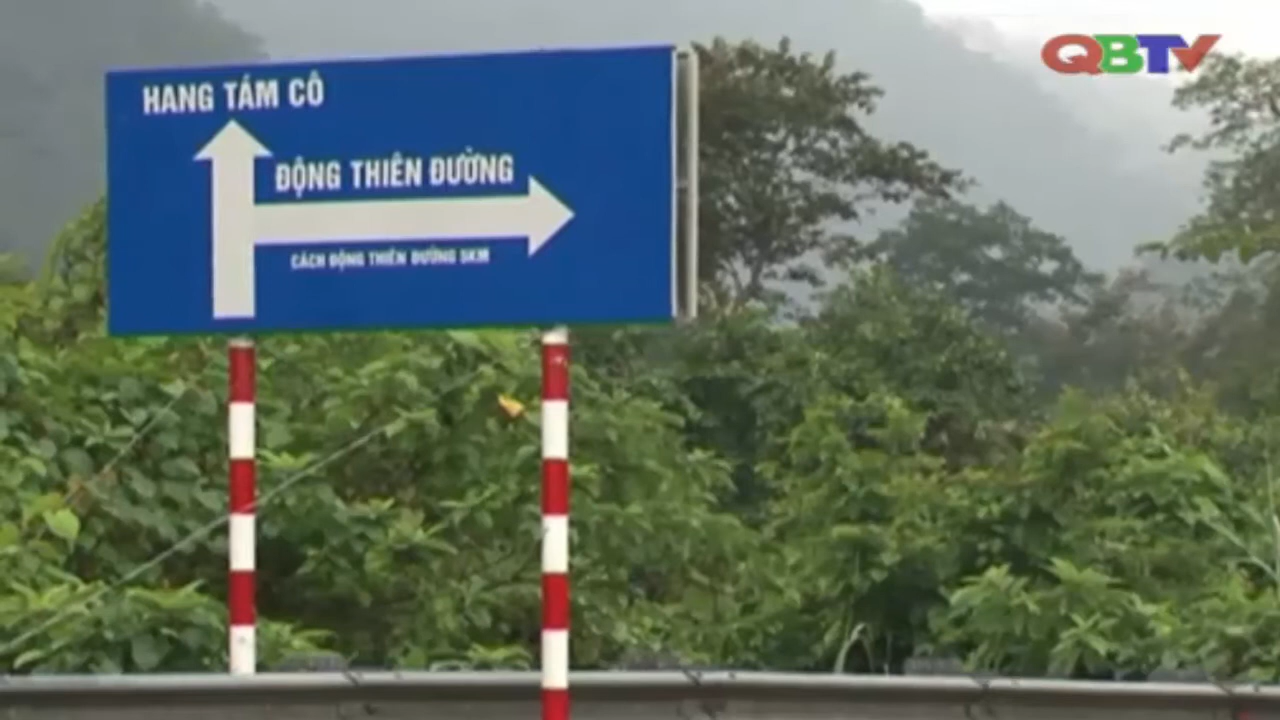 QBTV
HANG TÁM CÔ
ĐỘNG THIÊN ĐƯỜNG
CÁCH ĐỘNG THIÊN ĐƯỜNG 5KM